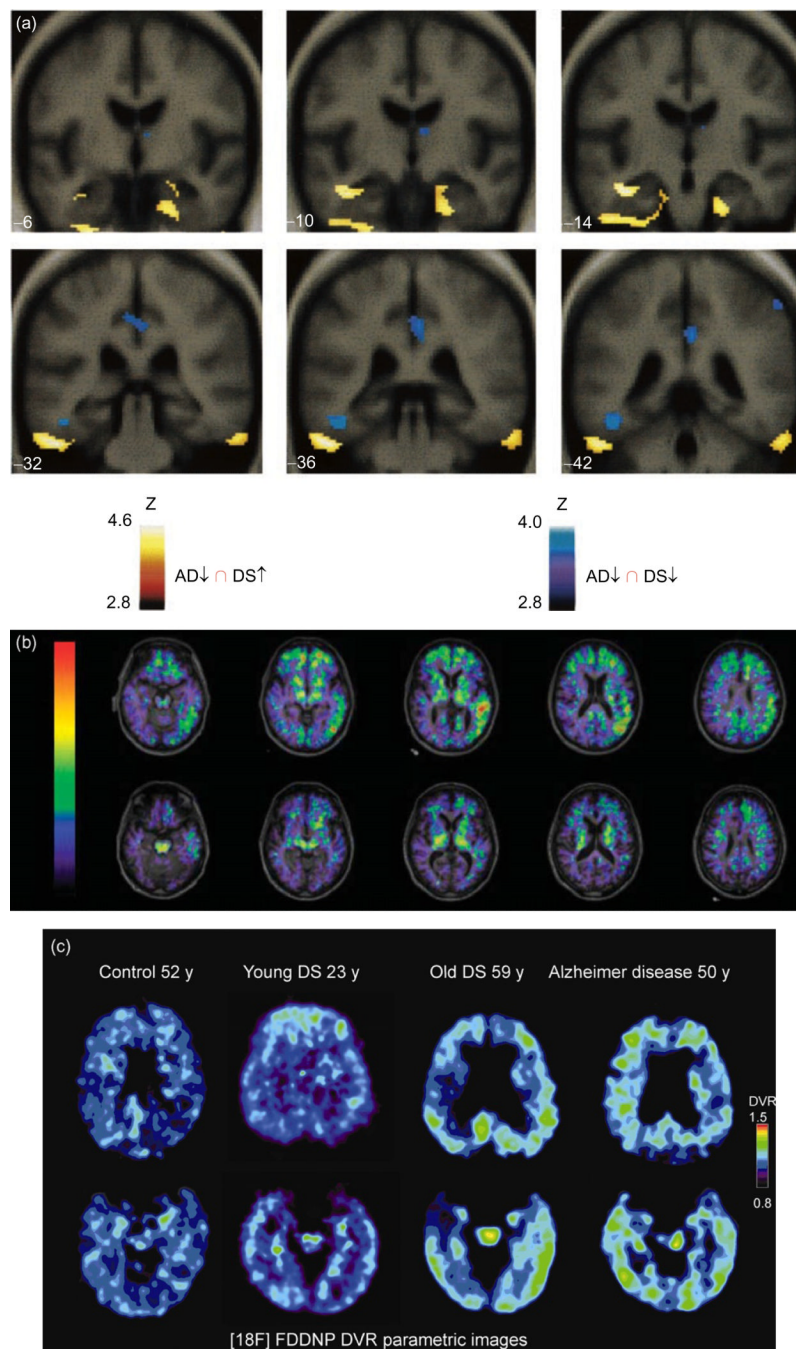 (a)
−6
−10
−14
−32
−36
−42
Z
4.6
2.8
AD↓ ∩ DS↑
Z
4.0
2.8
AD↓ ∩ DS↓
(b)
(c)
Control 52 y
Young DS 23 y
Old DS 59 y
Alzheimer disease 50 y
DVR
1.5
0.8
[18F] FDDNP DVR parametric images